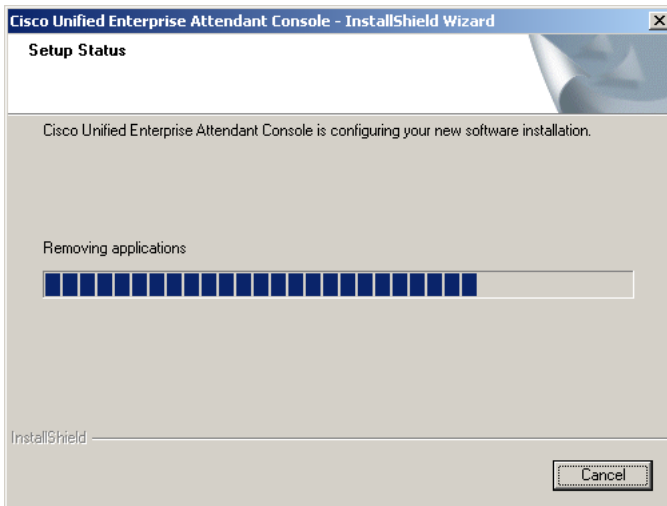 Cisco Unified Enterprise Attendant Console - InstallShield Wizard
Setup Status
Cisco Unified Enterprise Attendant Console is configuring your new software installation.
Removing applications
InstallShield
Cancel